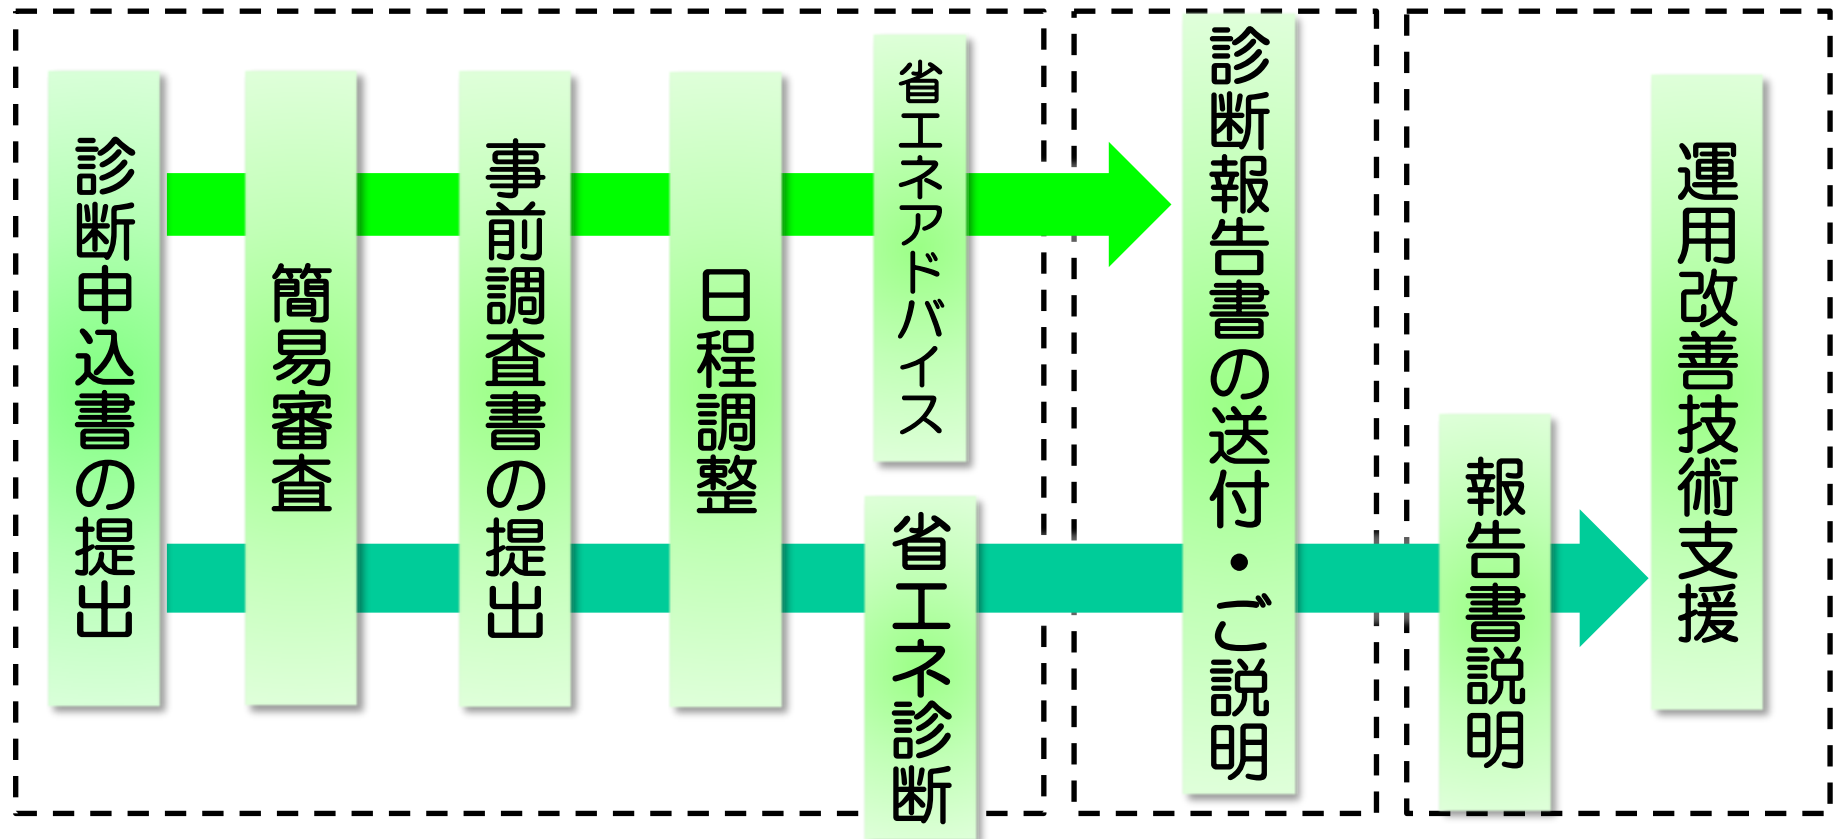 診断申込書の提出
簡易審査
事前調査書の提出
日程調整
省エネアドバイス
省エネ診断
診断報告書の送付・ご説明
報告書説明
運用改善技術支援